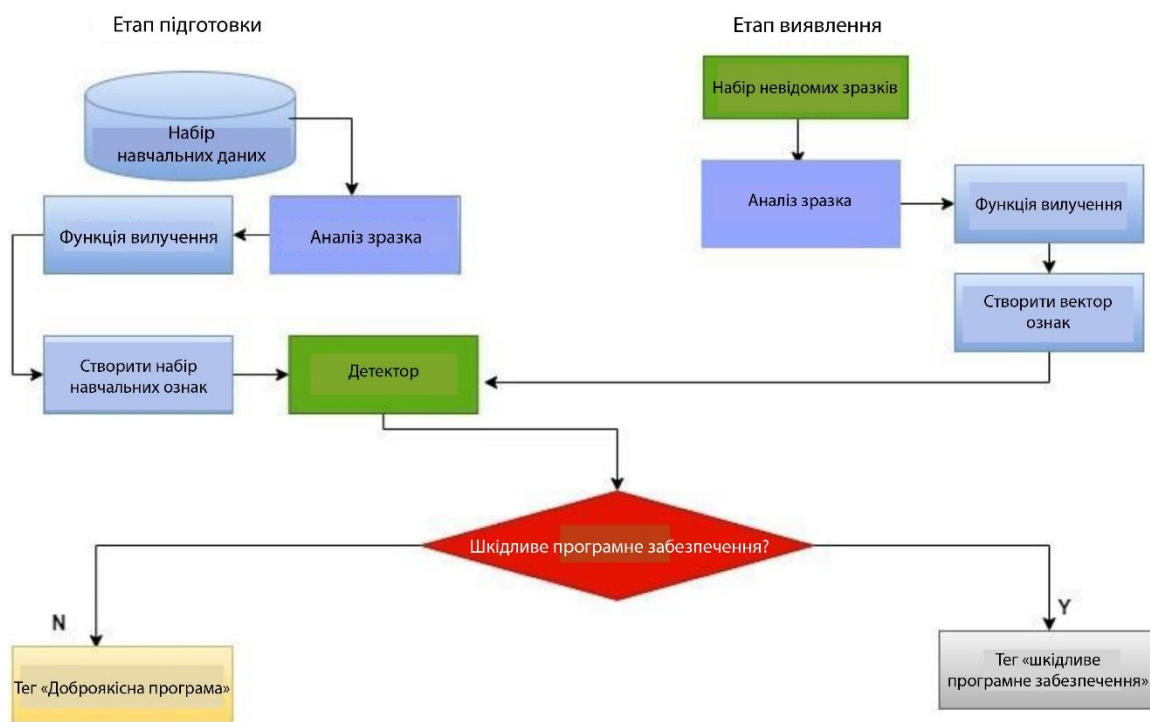 Етап підготовки
Етап виявлення
Набір
навчальних даних
Набір невідомих зразків
Функція вилучення
Аналіз зразка
Аналіз зразка
Функція вилучення
Створити вектор
ознак
Створити набір
навчальних ознак
Детектор
Шкідливе програмне забезпечення?
N
Y
Тег «Доброякісна програма»
Тег «шкідливе
програмне забезпечення»